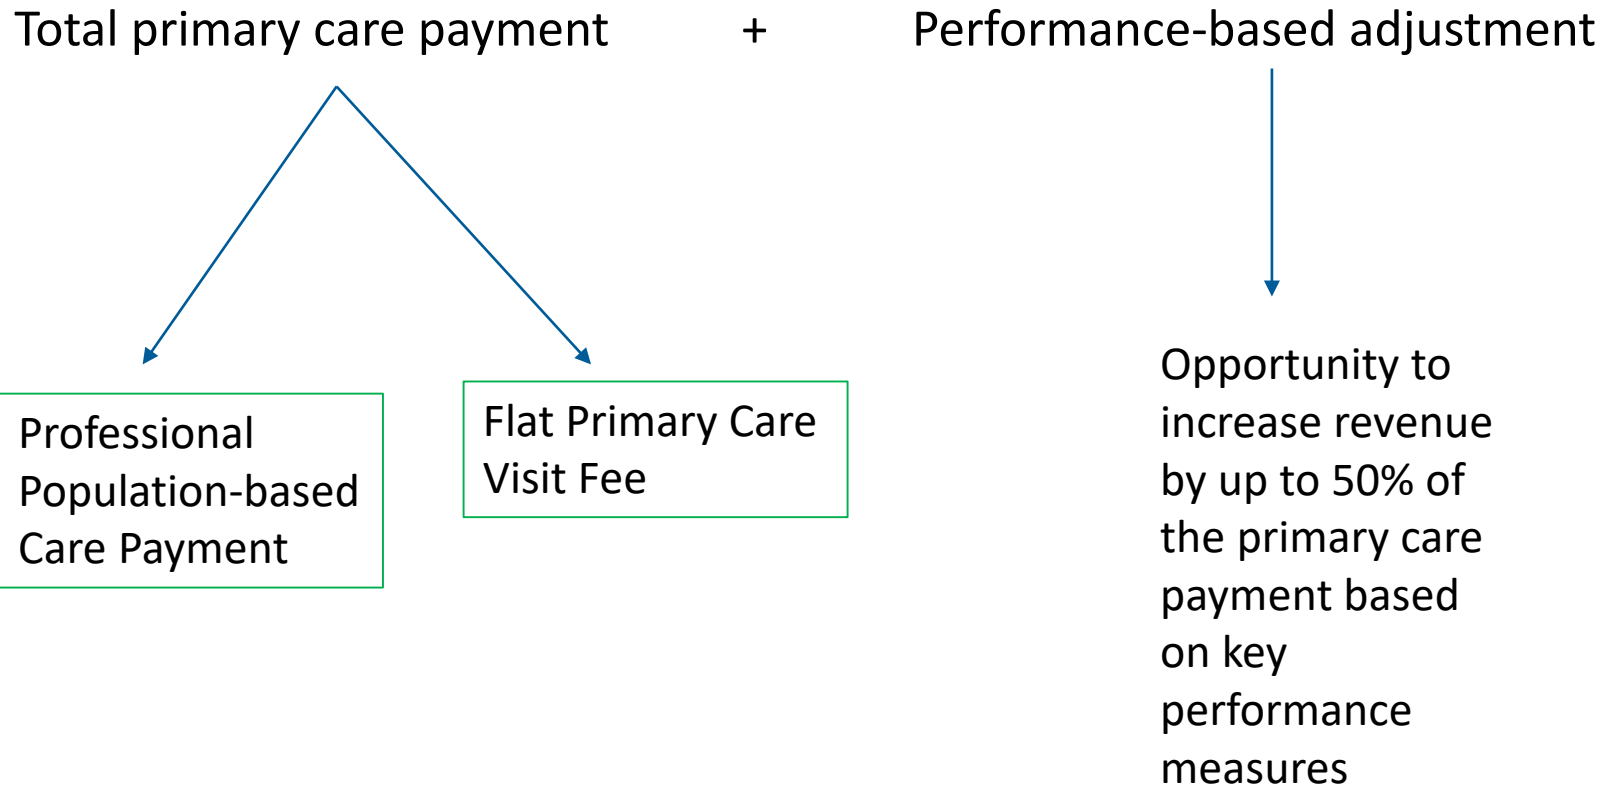 Total primary care payment + Performance-based adjustment
Professional
Population-based
Care Payment
Flat Primary Care
Visit Fee
Opportunity to
increase revenue
by up to 50% of
the primary care
payment based
on key
performance
measures